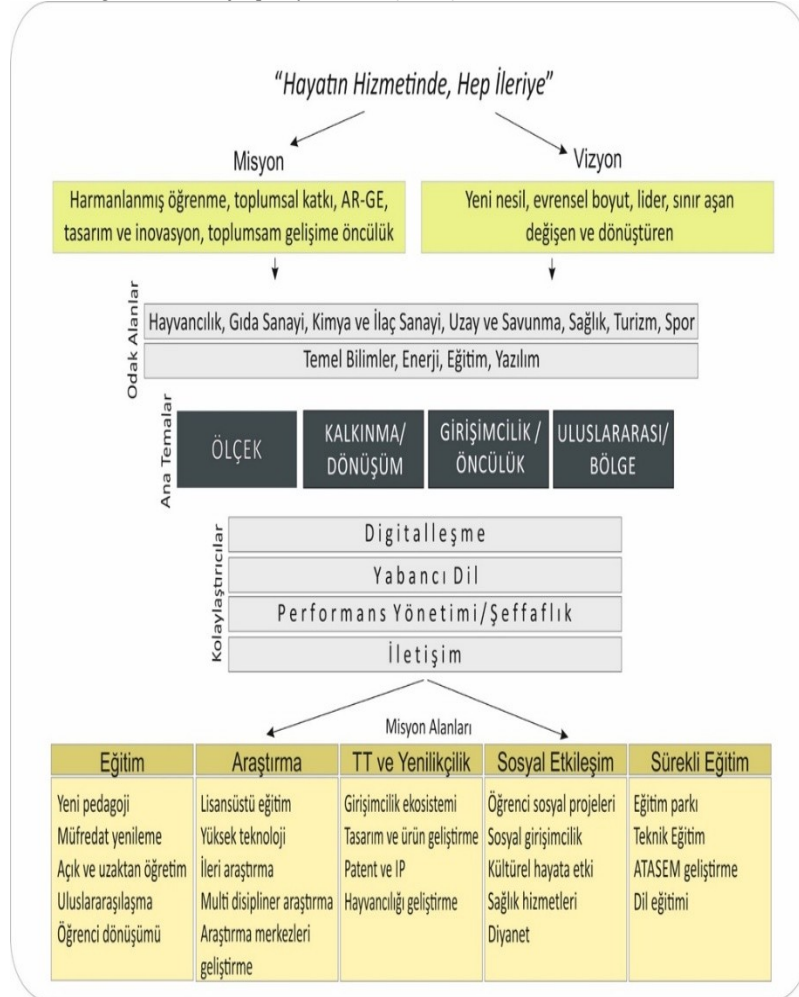 “Hayatın Hizmetinde, Hep İleriye”
Misyon
Vizyon
Harmanlanmış öğrenme, toplumsal katkı, AR-GE,
tasarım ve inovasyon, toplumsam gelişime öncülük
Yeni nesil, evrensel boyut, lider, sınır aşan
değişen ve dönüştüren
Odak Alanlar
Hayvancılık, Gıda Sanayi, Kimya ve İlaç Sanayi, Uzay ve Savunma, Sağlık, Turizm, Spor
Temel Bilimler, Enerji, Eğitim, Yazılım
Ana Temalar
ÖLÇEK
KALKINMA/
DÖNÜŞÜM
GİRİŞİMCİLİK /
ÖNCÜLÜK
ULUSLARARASI/
BÖLGE
Kolaylaştırıcılar
Digitalleşme
Yabancı Dil
Performans Yönetimi/Şeffaflık
İletişim
Misyon Alanları
Eğitim
Yeni pedagoji
Müfredat yenileme
Açık ve uzaktan öğretim
Uluslararaşılaşma
Öğrenci dönüşümü
Araştırma
Lisansüstü eğitim
Yüksek teknoloji
İleri araştırma
Multi disipliner araştırma
Araştırma merkezleri
geliştirme
TT ve Yenilikçilik
Girişimcilik ekosistemi
Tasarım ve ürün geliştirme
Patent ve IP
Hayvancılığı geliştirme
Sosyal Etkileşim
Öğrenci sosyal projeleri
Sosyal girişimcilik
Kültürel hayata etki
Sağlık hizmetleri
Diyanet
Sürekli Eğitim
Eğitim parkı
Teknik Eğitim
ATASEM geliştirme
Dil eğitimi